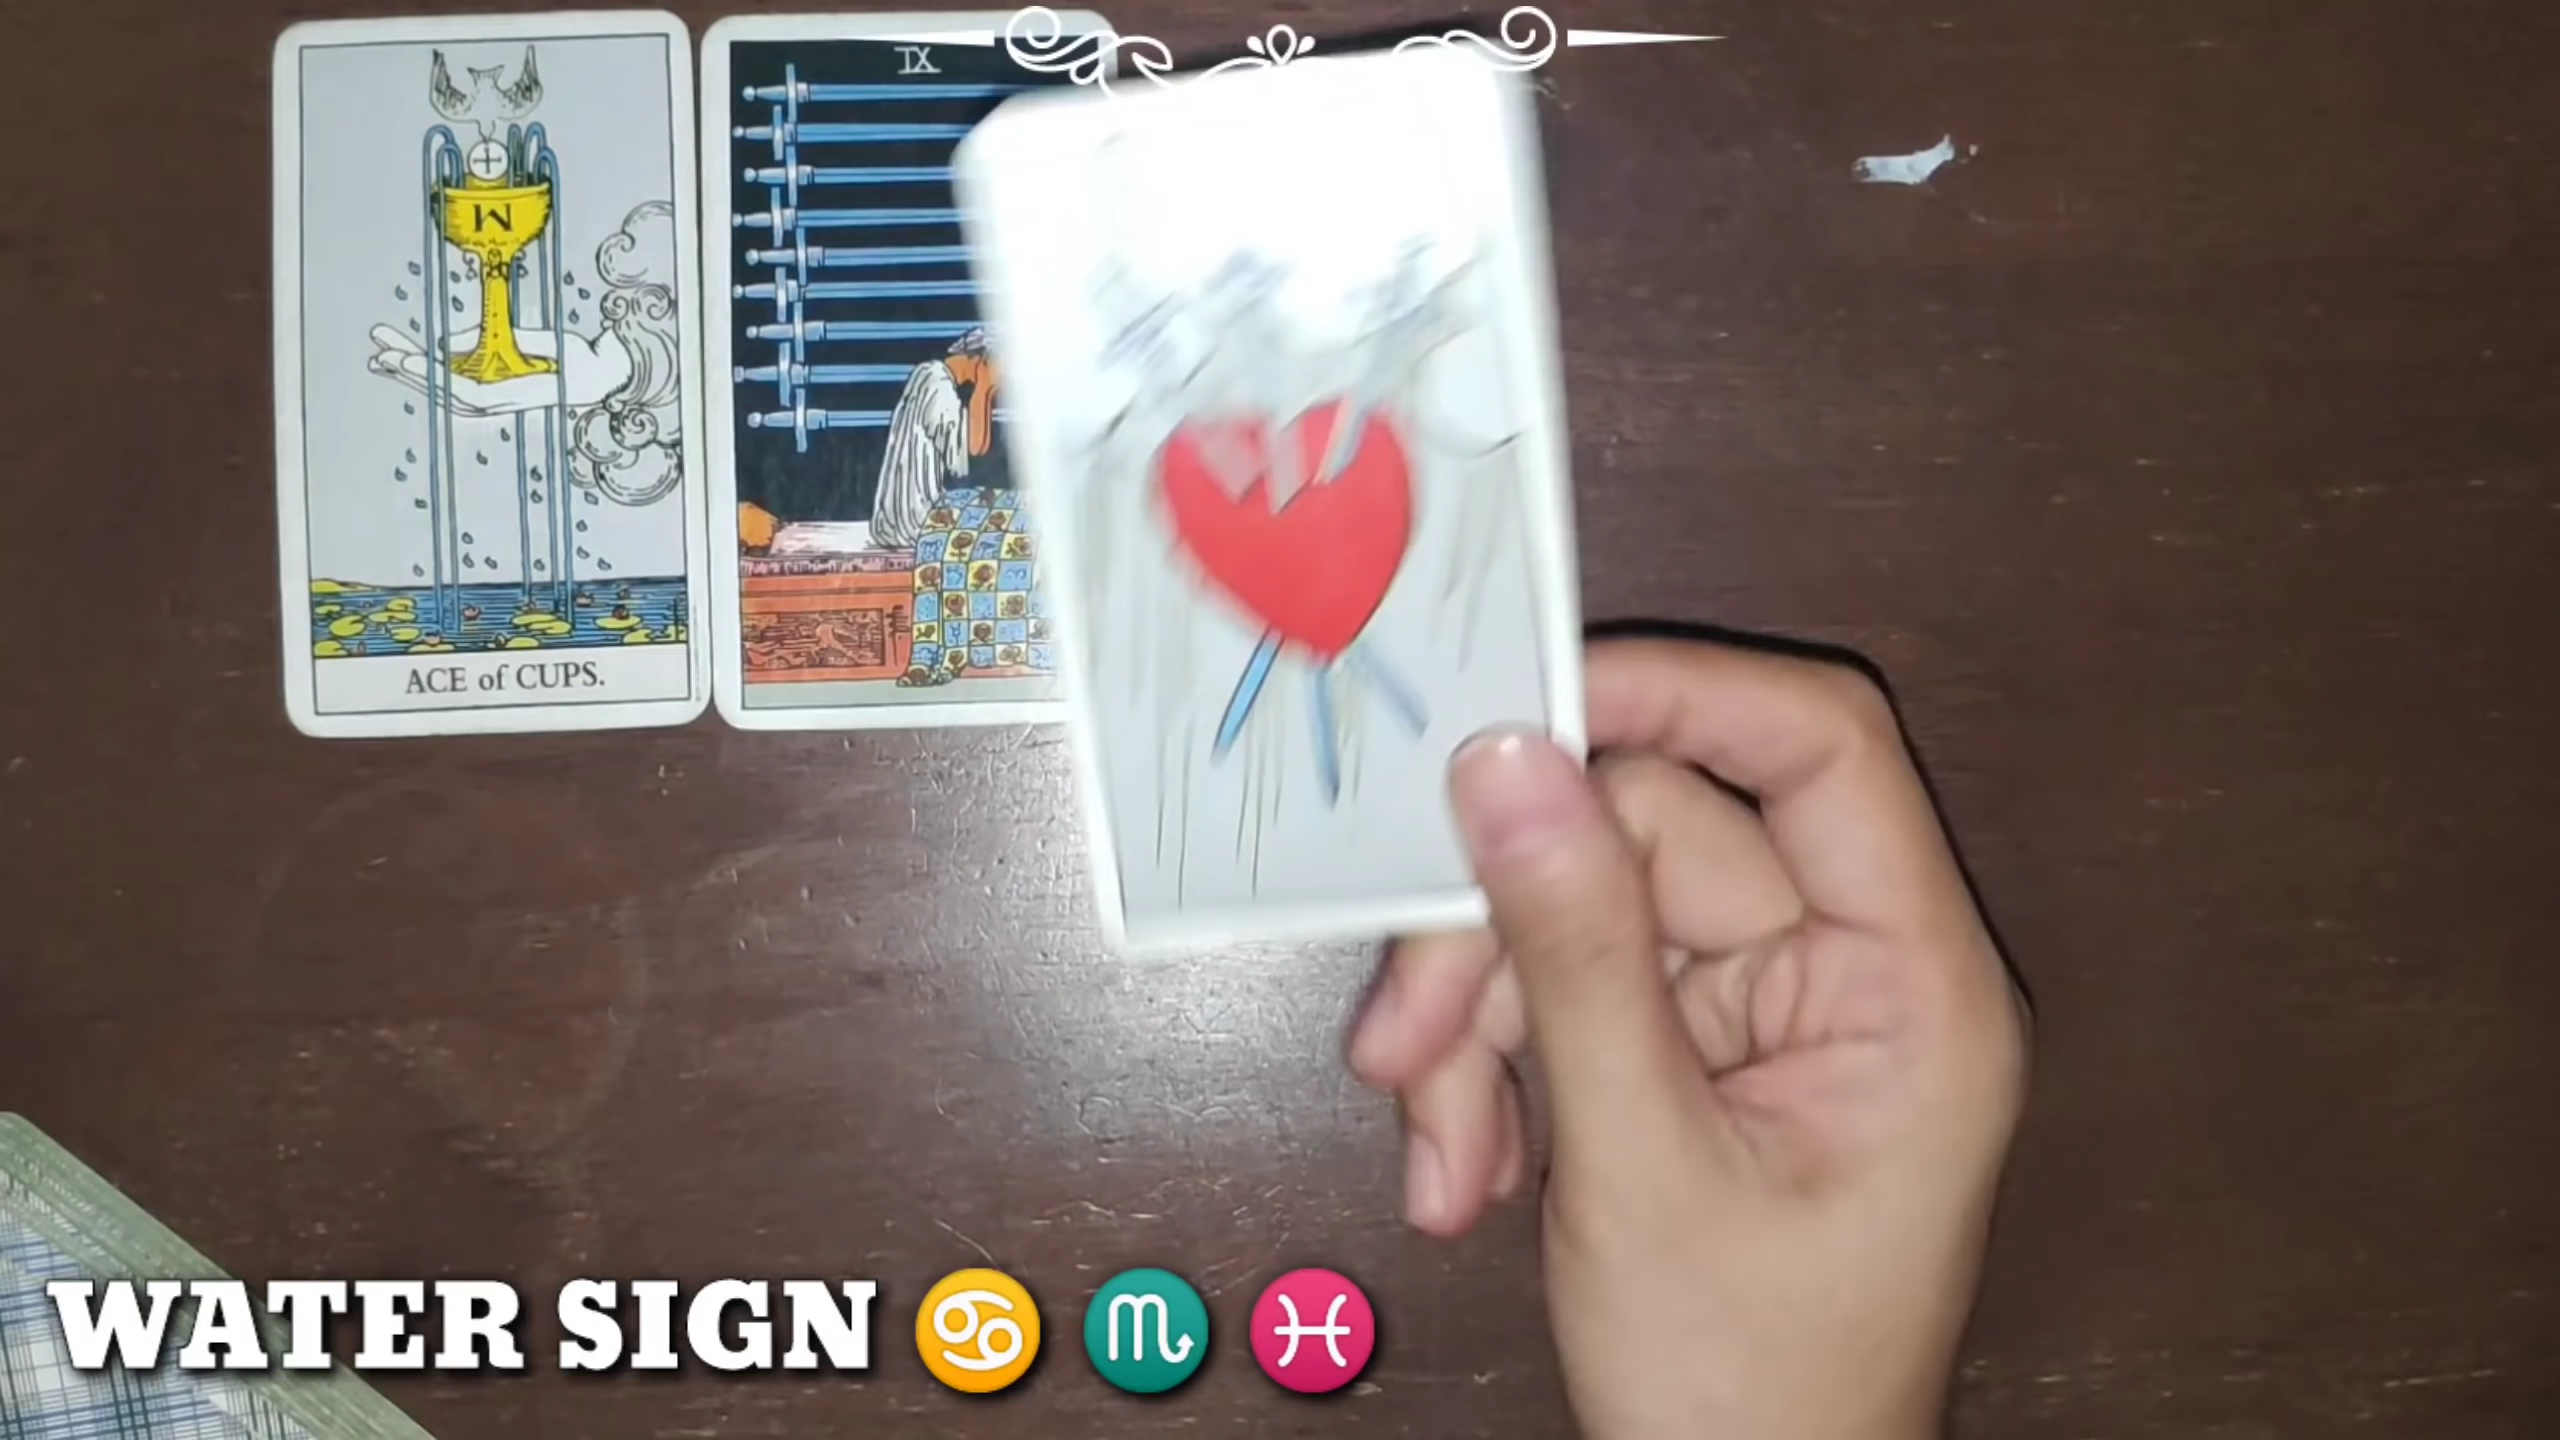 IX
W
ACE of CUPS.
WATER SIGN ♋ ♏ ♓